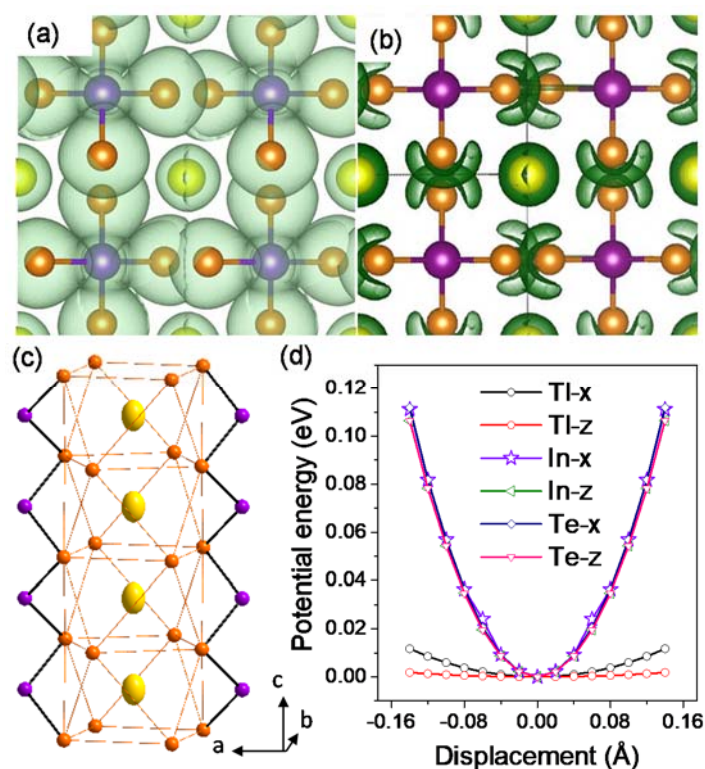 (a)
(b)
(c)
c
b
a
(d)
Potential energy (eV)
0.12
0.10
0.08
0.06
0.04
0.02
0.00
Tl-x
Tl-z
In-x
In-z
Te-x
Te-z
−0.16 −0.08 0.00 0.08 0.16
Displacement (Å)